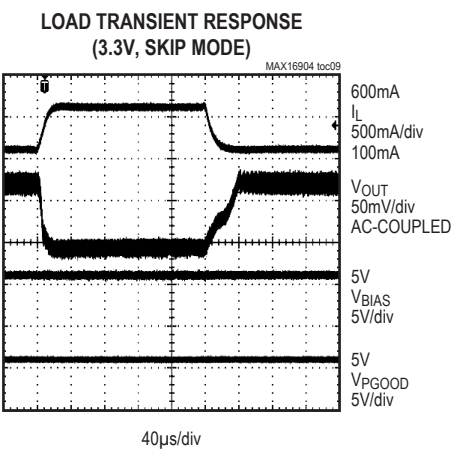 LOAD TRANSIENT RESPONSE
(3.3V, SKIP MODE)
MAX16904 toc09
600mA
IL
500mA/div
100mA
VOUT
50mV/div
AC-COUPLED
5V
VBIAS
5V/div
5V
VPGOOD
5V/div
40µs/div